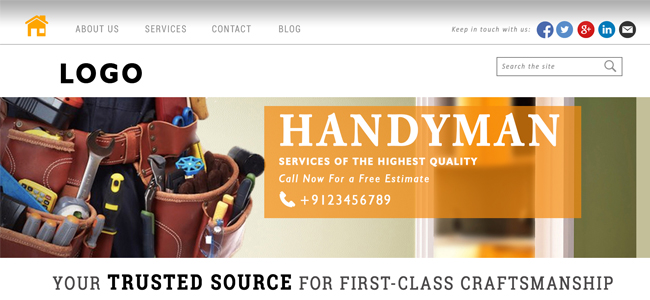 ABOUT US SERVICES CONTACT BLOG Keep in touch with us: f g+ in
LOGO
Search the site
HANDYMAN
SERVICES OF THE HIGHEST QUALITY
Call Now For a Free Estimate
+9123456789
YOUR TRUSTED SOURCE FOR FIRST-CLASS CRAFTSMANSHIP